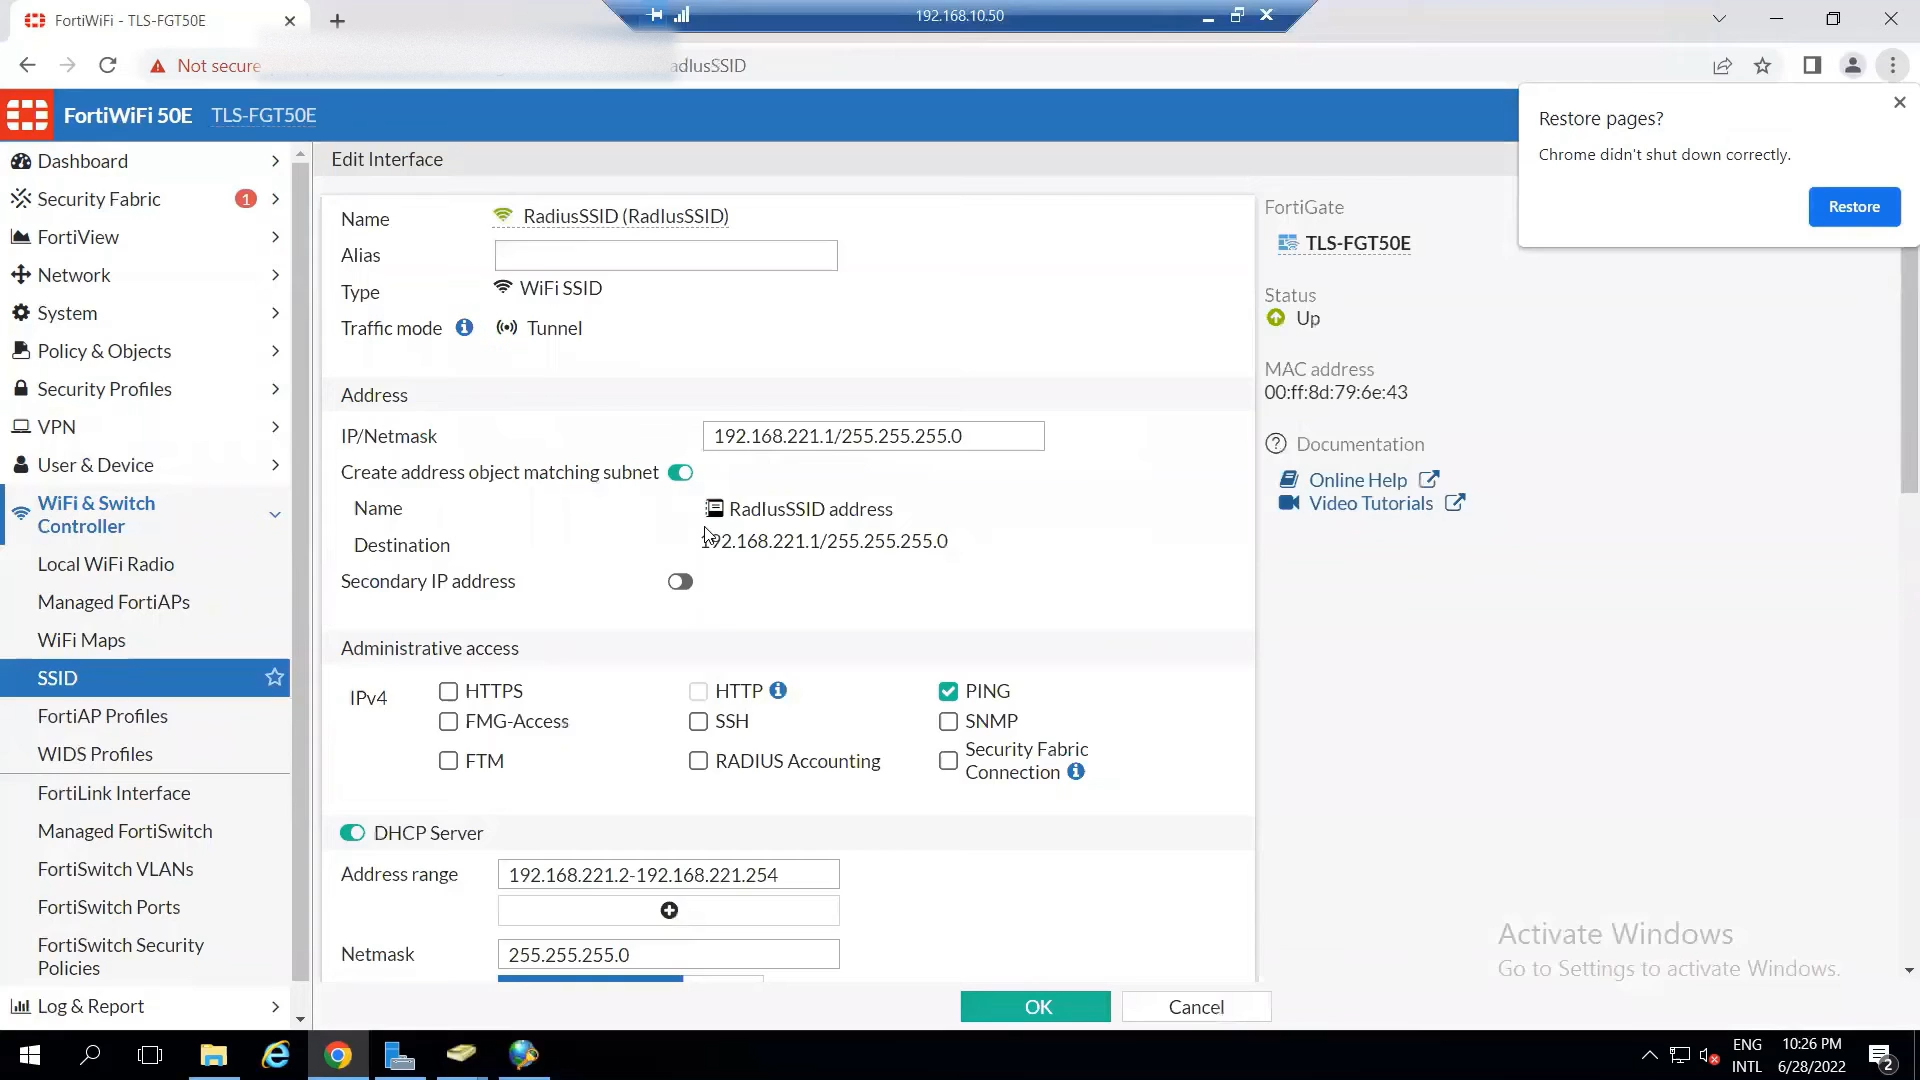 FortiWiFi - TLS-FGT50E
192.168.10.50
Not secure
adlusSSID
FortiWiFi 50E TLS-FGT50E
Restore pages?
Chrome didn't shut down correctly.
Restore
Dashboard
Security Fabric 1
FortiView
Network
System
Policy & Objects
Security Profiles
VPN
User & Device
WiFi & Switch
Controller
Local WiFi Radio
Managed FortiAPs
WiFi Maps
SSID
FortiAP Profiles
WIDS Profiles
FortiLink Interface
Managed FortiSwitch
FortiSwitch VLANs
FortiSwitch Ports
FortiSwitch Security
Policies
Log & Report
Edit Interface
Name RadiusSSID (RadlusSSID)
Alias
Type WiFi SSID
Traffic mode Tunnel
Address
IP/Netmask 192.168.221.1/255.255.255.0
Create address object matching subnet
Name RadlusSSID address
Destination 192.168.221.1/255.255.255.0
Secondary IP address
Administrative access
IPv4
HTTPS HTTP PING
FMG-Access SSH SNMP
FTM RADIUS Accounting Security Fabric
Connection
DHCP Server
Address range 192.168.221.2-192.168.221.254
Netmask 255.255.255.0
OK Cancel
FortiGate
TLS-FGT50E
Status
Up
MAC address
00:ff:8d:79:6e:43
Documentation
Online Help
Video Tutorials
Activate Windows
Go to Settings to activate Windows.
ENG
INTL
10:26 PM
6/28/2022
2